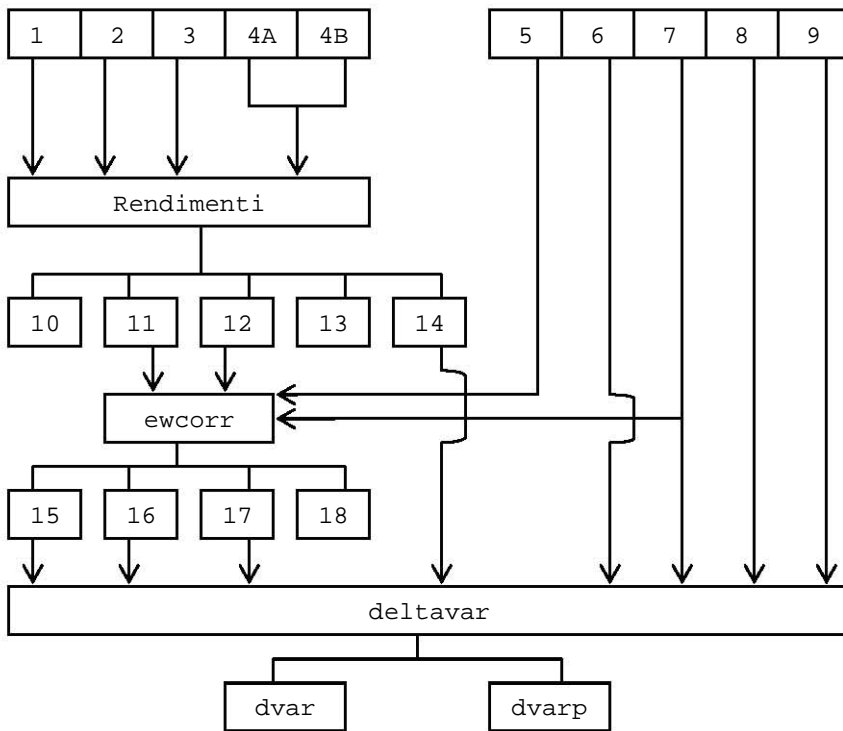 1 2 3 4A 4B 5 6 7 8 9
Rendimenti
10 11 12 13 14
ewcorr
15 16 17 18
deltavar
dvar dvarp